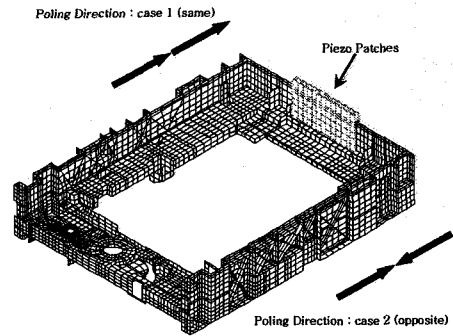 Poling Direction : case 1 (same)
Piezo Patches
Poling Direction : case 2 (opposite)